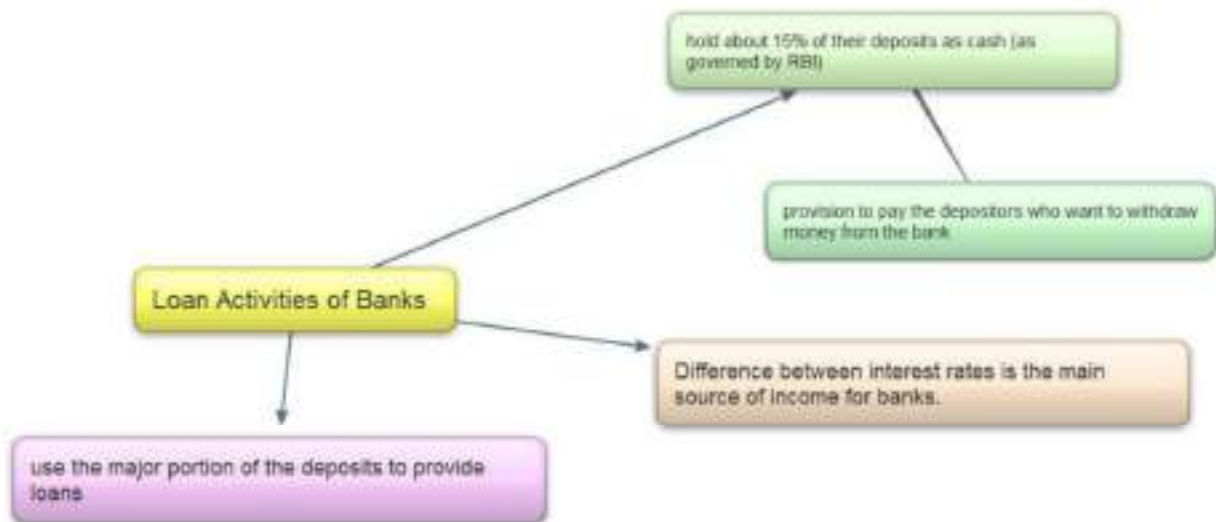 hold about 15% of their deposits as cash (as
governed by RBI)
provision to pay the depositors who want to withdraw
money from the bank
Loan Activities of Banks
Difference between interest rates is the main
source of income for banks.
use the major portion of the deposits to provide
loans